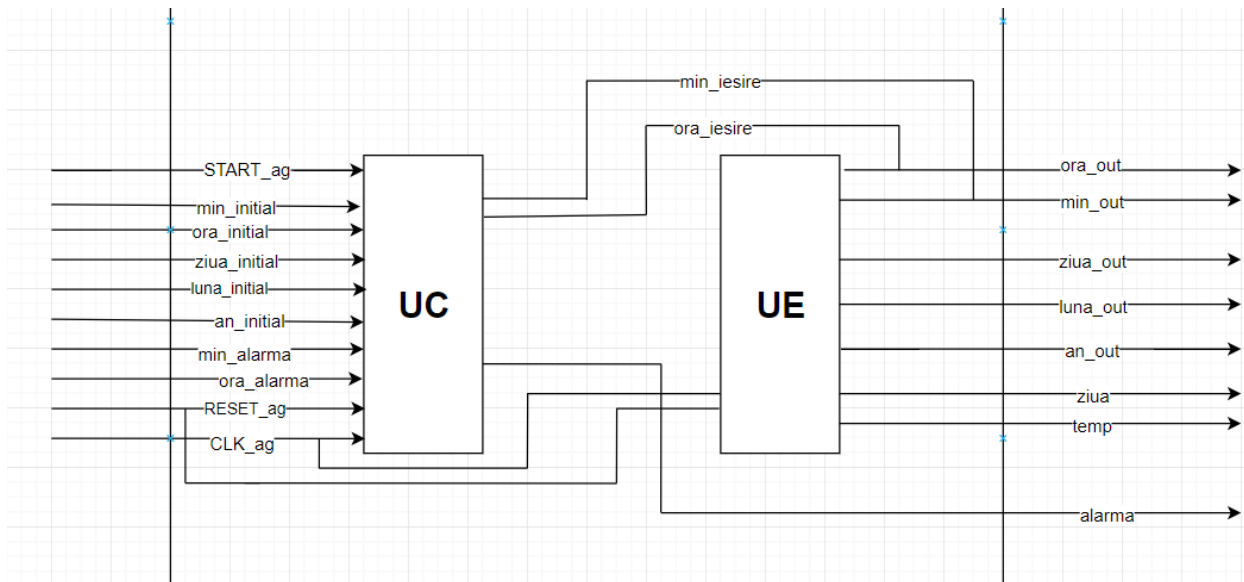 min_iesire
ora_iesire
START_ag
ora_out
min_initial
min_out
ora_initial
ziua_initial
ziua_out
luna_initial
UC
UE
luna_out
an_initial
min_alarma
an_out
ora_alarma
ziua
RESET_ag
temp
CLK_ag
alarma